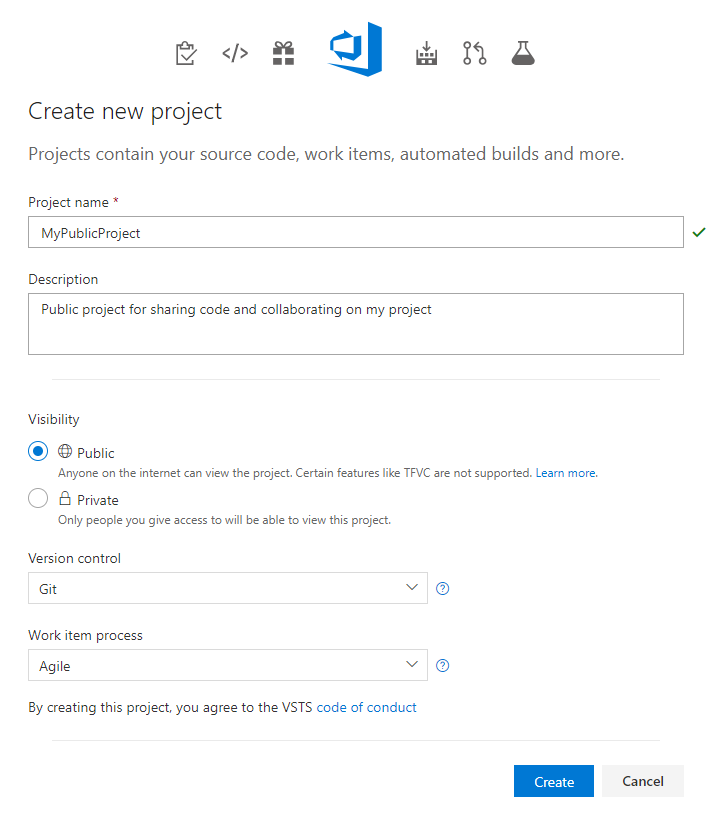 Create new project
Projects contain your source code, work items, automated builds and more.
Project name *
MyPublicProject
Description
Public project for sharing code and collaborating on my project
Visibility
Public
Anyone on the internet can view the project. Certain features like TFVC are not supported. Learn more.
Private
Only people you give access to will be able to view this project.
Version control
Git
Work item process
Agile
By creating this project, you agree to the VSTS code of conduct
Create Cancel